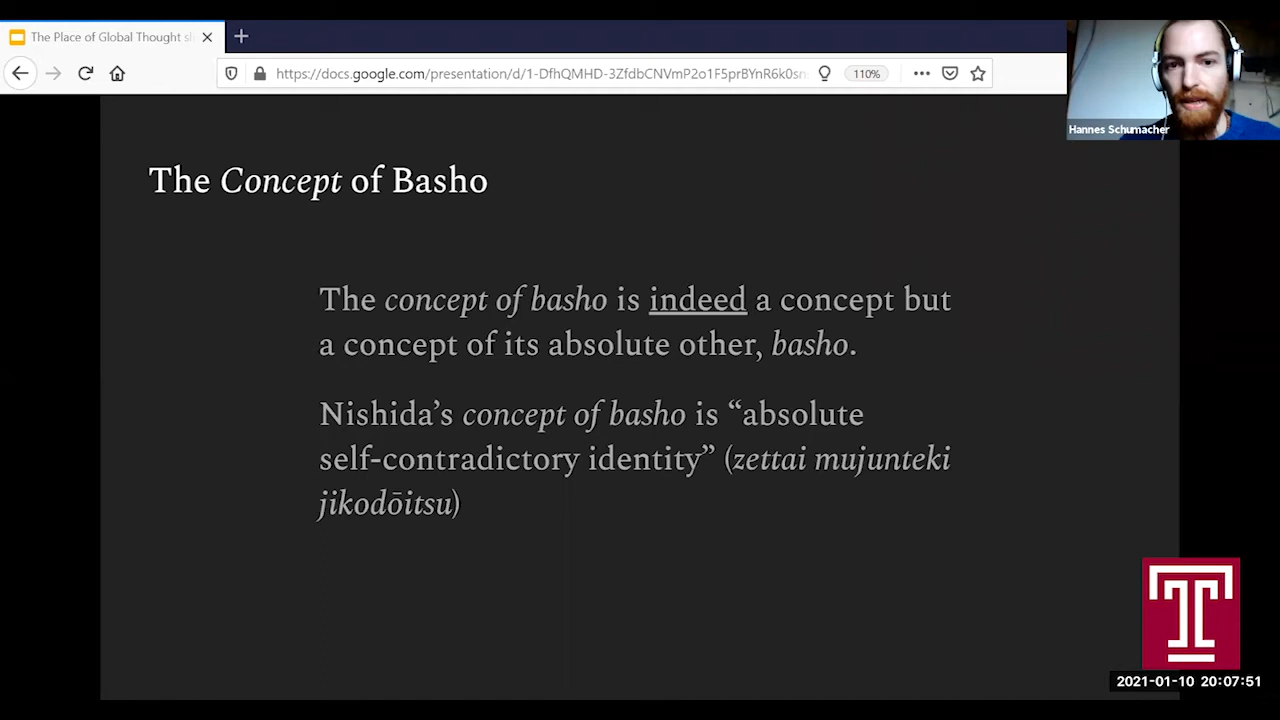 The Place of Global Thought sl
https://docs.google.com/presentation/d/1-DfhQMHD-3ZfdbCNVmP2o1F5prBYnR6k0sn
110%
Hannes Schumacher
The Concept of Basho
The concept of basho is indeed a concept but
a concept of its absolute other, basho.
Nishida’s concept of basho is “absolute
self-contradictory identity” (zettai mujunteki
jikodōitsu)
T
2021-01-10 20:07:51